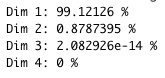 Dim 1: 99.12126 %
Dim 2: 0.8787395 %
Dim 3: 2.082926e-14 %
Dim 4: 0 %